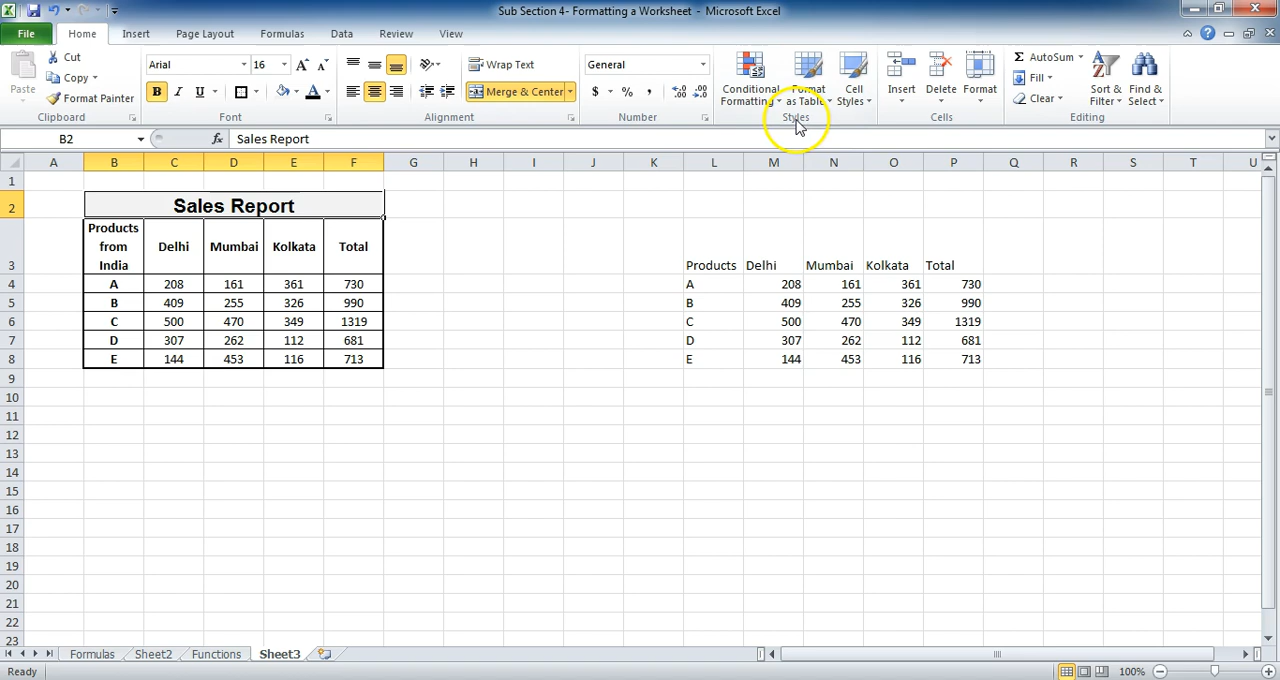 Sub Section 4- Formatting a Worksheet - Microsoft Excel
File Home Insert Page Layout Formulas Data Review View
Paste
Cut
Copy
Format Painter
Clipboard
Arial 16
B I U
Font
Wrap Text
Merge & Center
Alignment
General
$ % ,
Number
Conditional Formatting
Format as Table
Cell Styles
Styles
Insert Delete Format
Cells
AutoSum
Fill
Clear
Sort & Filter
Find & Select
Editing
B2 fx Sales Report
A B C D E F G H I J K L M N O P Q R S T U
1
2 Sales Report
3 Products from India Delhi Mumbai Kolkata Total Products Delhi Mumbai Kolkata Total
4 A 208 161 361 730 A 208 161 361 730
5 B 409 255 326 990 B 409 255 326 990
6 C 500 470 349 1319 C 500 470 349 1319
7 D 307 262 112 681 D 307 262 112 681
8 E 144 453 116 713 E 144 453 116 713
9
10
11
12
13
14
15
16
17
18
19
20
21
22
23
Formulas Sheet2 Functions Sheet3
Ready 100%